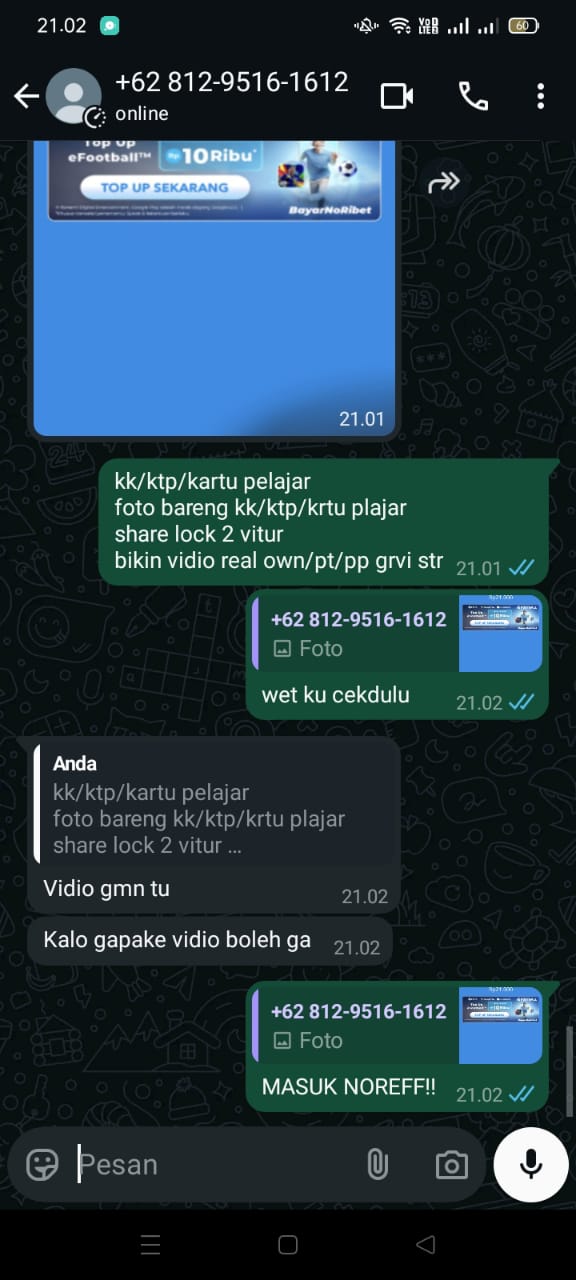 21.02
60
+62 812-9516-1612
online
Top Up
eFootball™
Rp 10Ribu*
TOP UP SEKARANG
BayarNoRibet
21.01
kk/ktp/kartu pelajar
foto bareng kk/ktp/krtu plajar
share lock 2 vitur
bikin vidio real own/pt/pp grvi str
21.01
+62 812-9516-1612
Foto
wet ku cekdulu
21.02
Anda
kk/ktp/kartu pelajar
foto bareng kk/ktp/krtu plajar
share lock 2 vitur ...
Vidio gmn tu
21.02
Kalo gapake vidio boleh ga
21.02
+62 812-9516-1612
Foto
MASUK NOREFF!!
21.02
Pesan